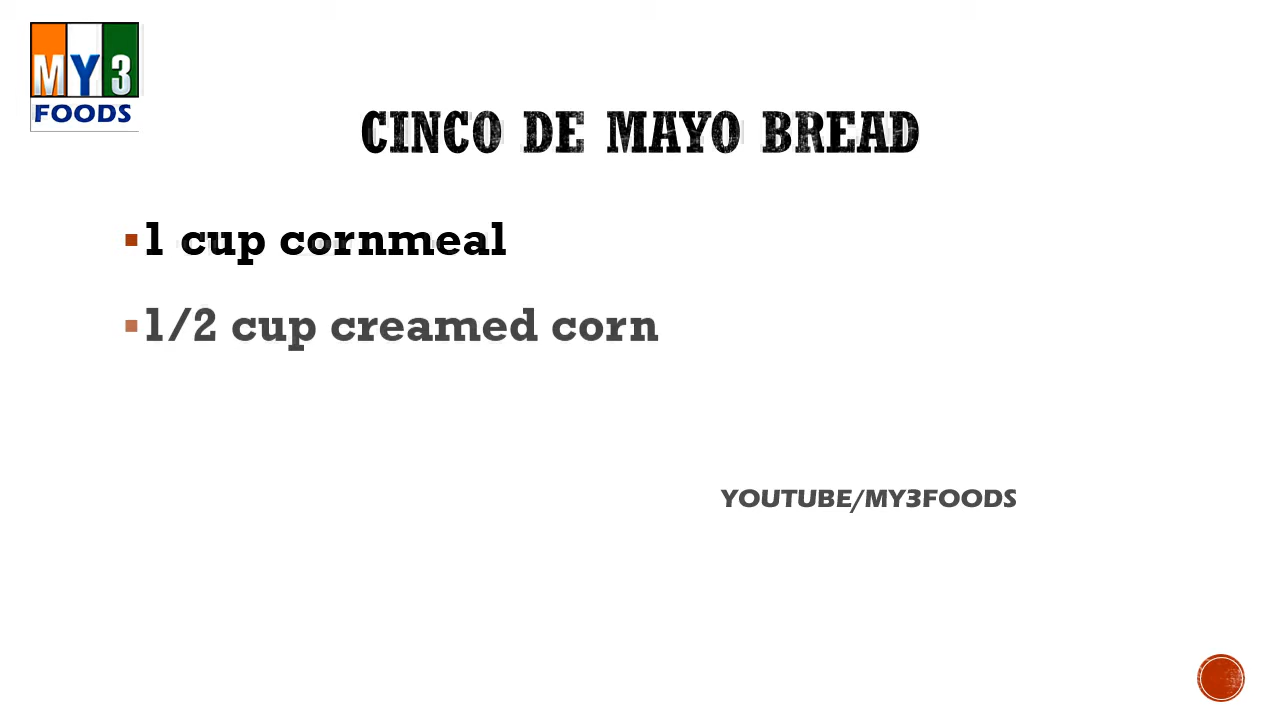 MY3
FOODS
CINCO DE MAYO BREAD
1 cup cornmeal
1/2 cup creamed corn
YOUTUBE/MY3FOODS